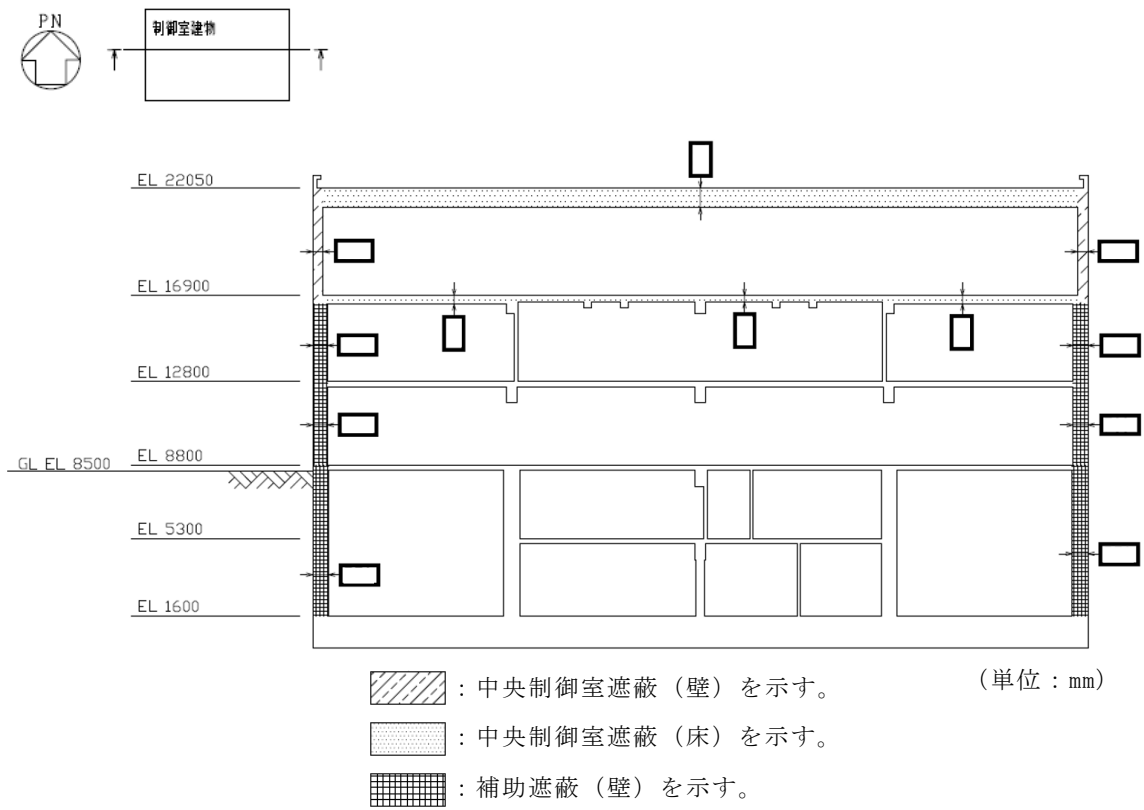 PN
制御室建物
EL 22050
EL 16900
EL 12800
EL 8800
GL EL 8500
EL 5300
EL 1600
(単位：mm)
：中央制御室遮蔽（壁）を示す。
：中央制御室遮蔽（床）を示す。
：補助遮蔽（壁）を示す。